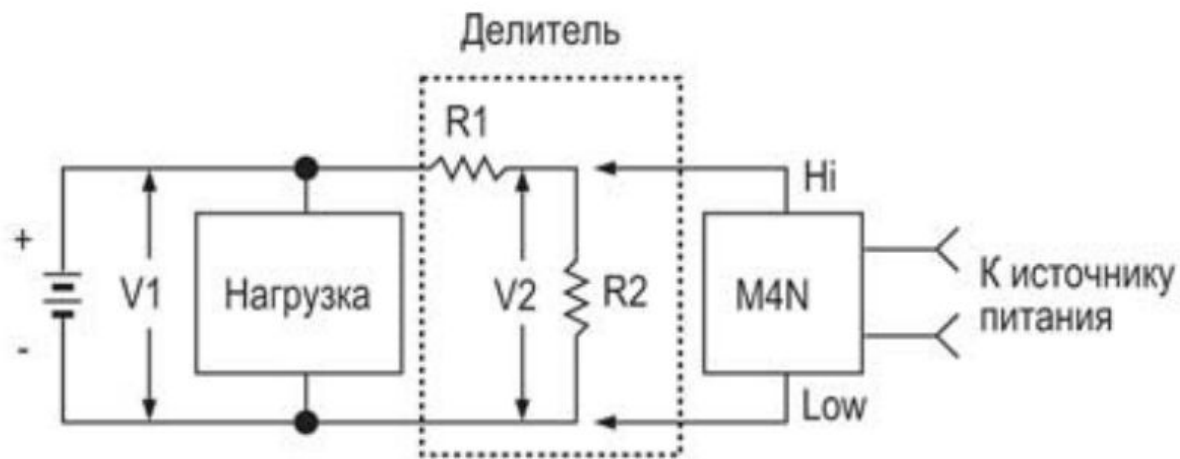 Делитель
R1
Hi
+
V1
Нагрузка
V2
R2
M4N
К источнику
питания
-
Low